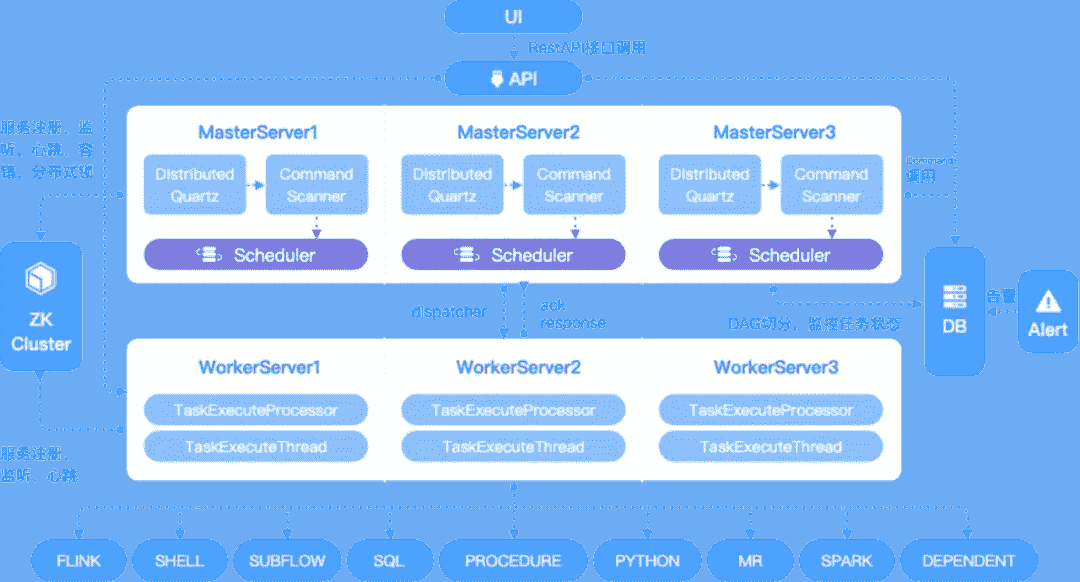 UI
RestAPI接口调用
API
服务注册、监
听、心跳、容
错，分布式锁
MasterServer1
MasterServer2
MasterServer3
Distributed
Quartz
Command
Scanner
Distributed
Quartz
Command
Scanner
Distributed
Quartz
Command
Scanner
Command
调用
Scheduler
Scheduler
Scheduler
ZK
Cluster
dispatchar
ack
response
DAG切分，监控任务状态
DB
告警
Alert
WorkerServer1
WorkerServer2
WorkerServer3
TaskExecuteProcessor
TaskExecuteProcessor
TaskExecuteProcessor
TaskExecuteThread
TaskExecuteThread
TaskExecuteThread
服务注册、
监听、心跳
FLINK
SHELL
SUBFLOW
SQL
PROCEDURE
PYTHON
MR
SPARK
DEPENDENT